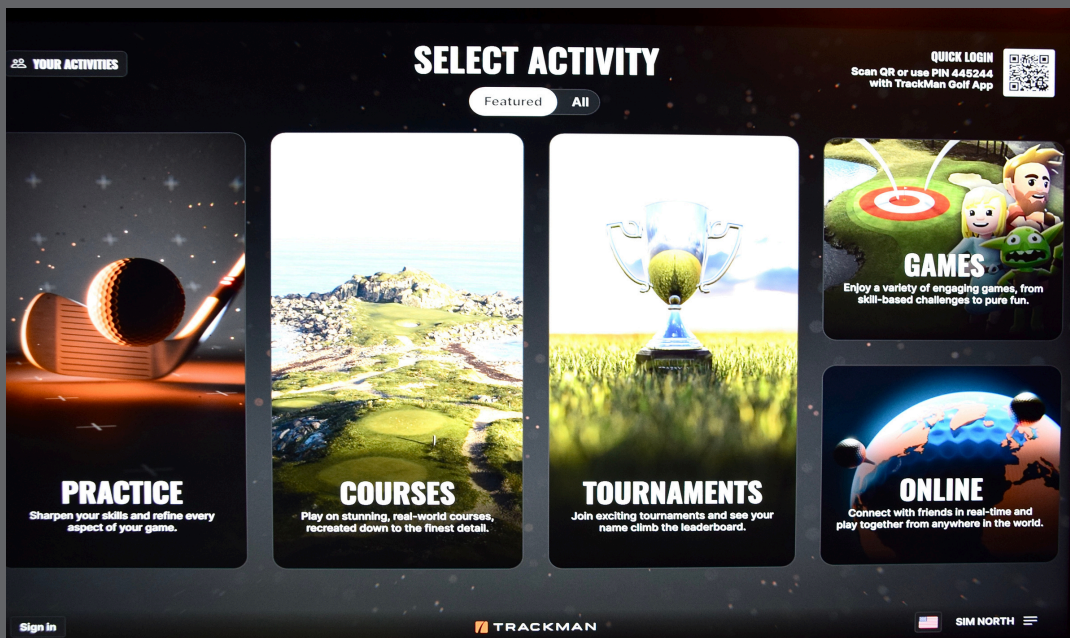 YOUR ACTIVITIES
SELECT ACTIVITY
Featured
All
QUICK LOGIN
Scan QR or use PIN 445244
with TrackMan Golf App
PRACTICE
Sharpen your skills and refine every
aspect of your game.
COURSES
Play on stunning, real-world courses,
recreated down to the finest detail.
TOURNAMENTS
Join exciting tournaments and see your
name climb the leaderboard.
GAMES
Enjoy a variety of engaging games, from
skill-based challenges to pure fun.
ONLINE
Connect with friends in real-time and
play together from anywhere in the world.
Sign in
TRACKMAN
SIM NORTH